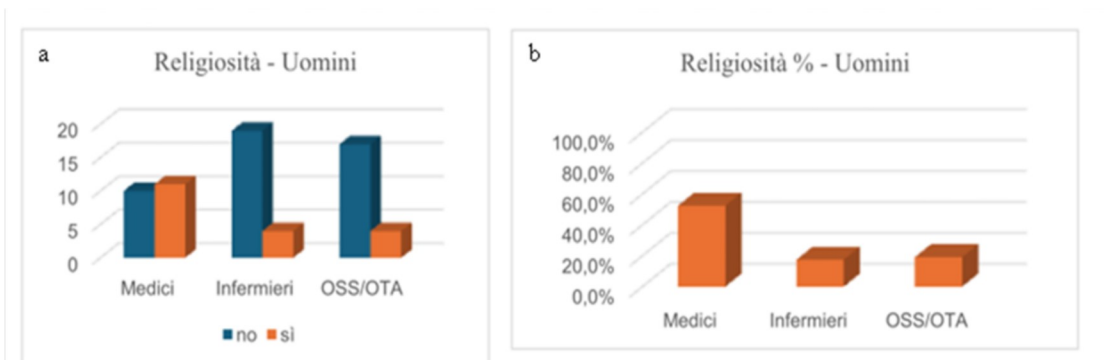 a
Religiosità - Uomini
20
15
10
5
0
Medici Infermieri OSS/OTA
no sì
b
Religiosità % - Uomini
100,0%
80,0%
60,0%
40,0%
20,0%
0,0%
Medici Infermieri OSS/OTA